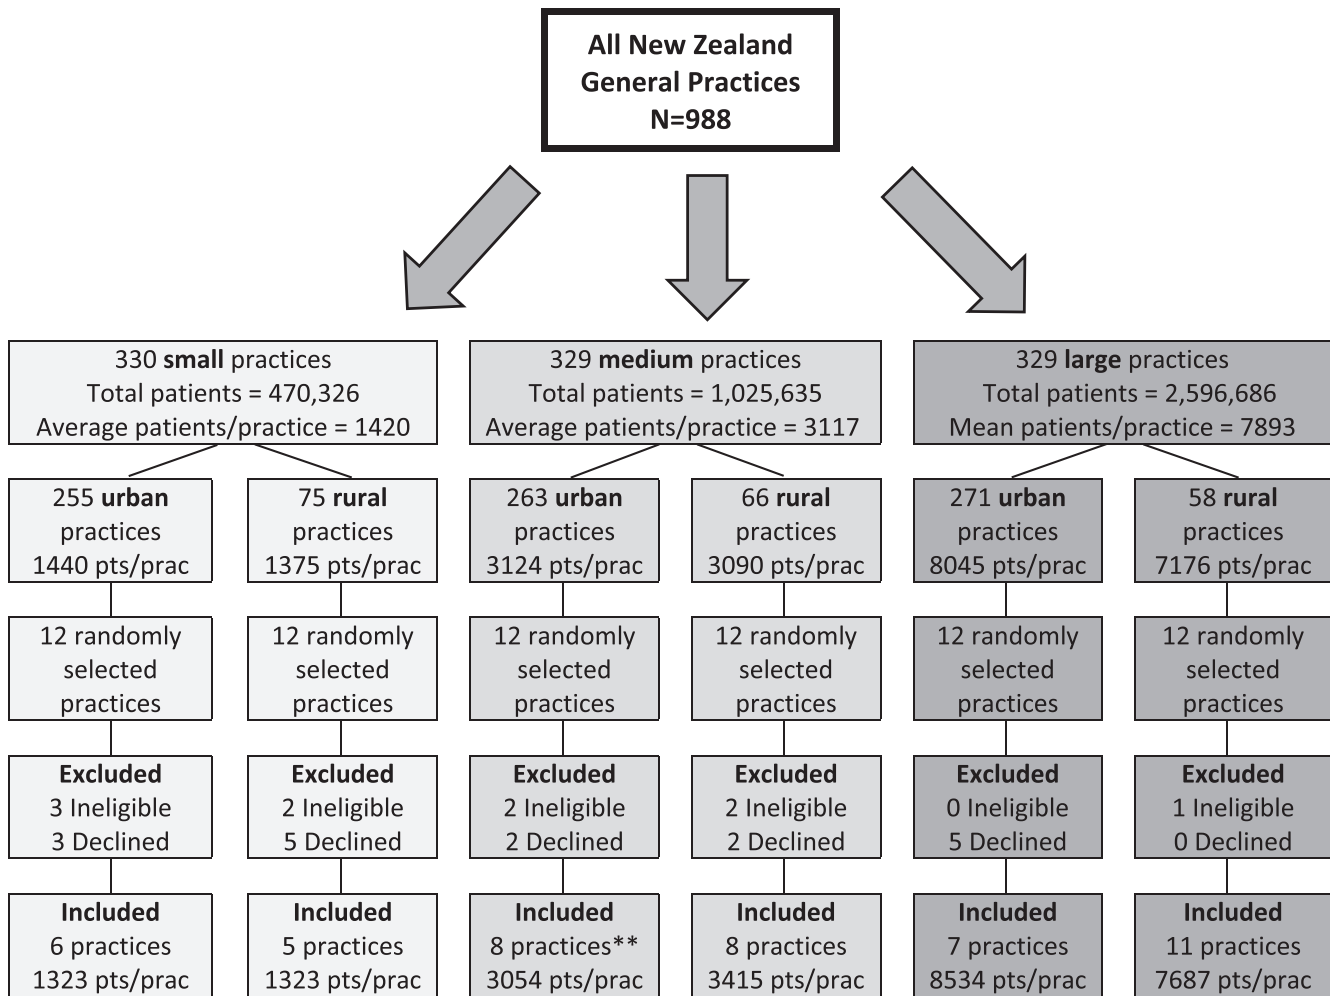 All New Zealand
General Practices
N=988
330 small practices
Total patients = 470,326
Average patients/practice = 1420
329 medium practices
Total patients = 1,025,635
Average patients/practice = 3117
329 large practices
Total patients = 2,596,686
Mean patients/practice = 7893
255 urban
practices
1440 pts/prac
75 rural
practices
1375 pts/prac
263 urban
practices
3124 pts/prac
66 rural
practices
3090 pts/prac
271 urban
practices
8045 pts/prac
58 rural
practices
7176 pts/prac
12 randomly
selected
practices
12 randomly
selected
practices
12 randomly
selected
practices
12 randomly
selected
practices
12 randomly
selected
practices
12 randomly
selected
practices
Excluded
3 Ineligible
3 Declined
Excluded
2 Ineligible
5 Declined
Excluded
2 Ineligible
2 Declined
Excluded
2 Ineligible
2 Declined
Excluded
0 Ineligible
5 Declined
Excluded
1 Ineligible
0 Declined
Included
6 practices
1323 pts/prac
Included
5 practices
1323 pts/prac
Included
8 practices**
3054 pts/prac
Included
8 practices
3415 pts/prac
Included
7 practices
8534 pts/prac
Included
11 practices
7687 pts/prac